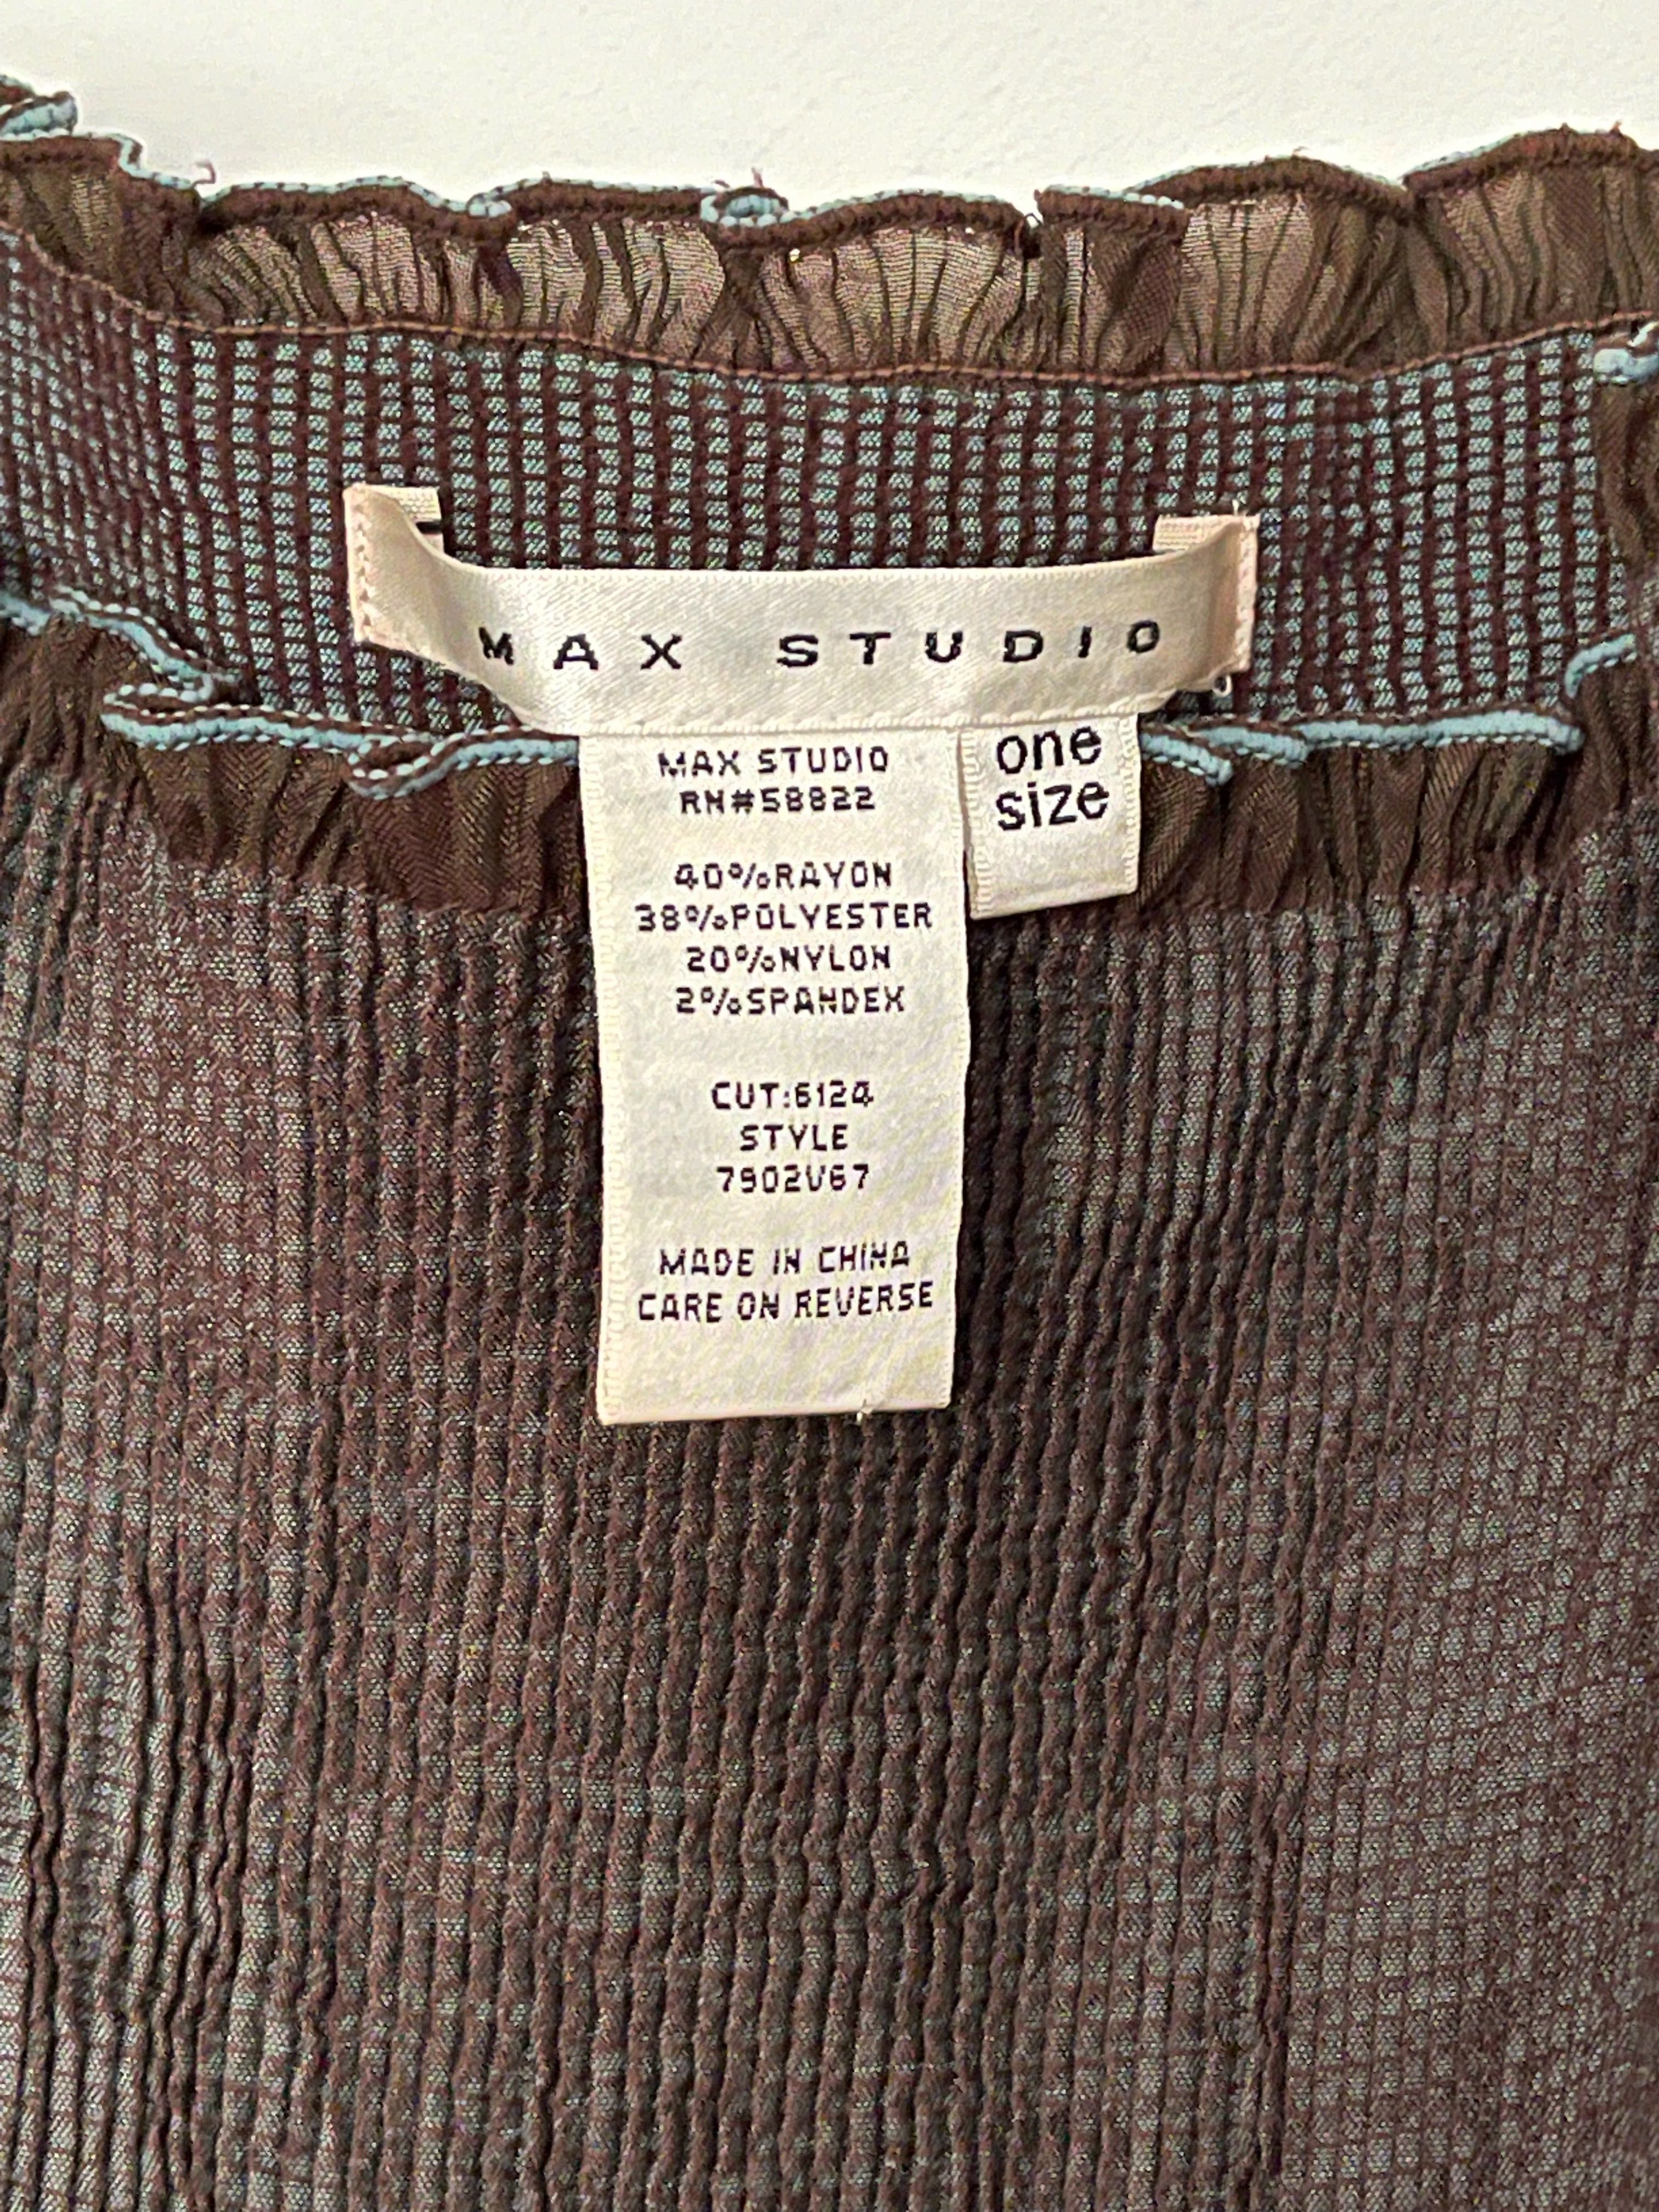 MAX STUDIO
MAX STUDIO
RN#58822
one
size
40%RAYON
38%POLYESTER
20%NYLON
2%SPANDEX
CUT:6124
STYLE
7902V67
MADE IN CHINA
CARE ON REVERSE